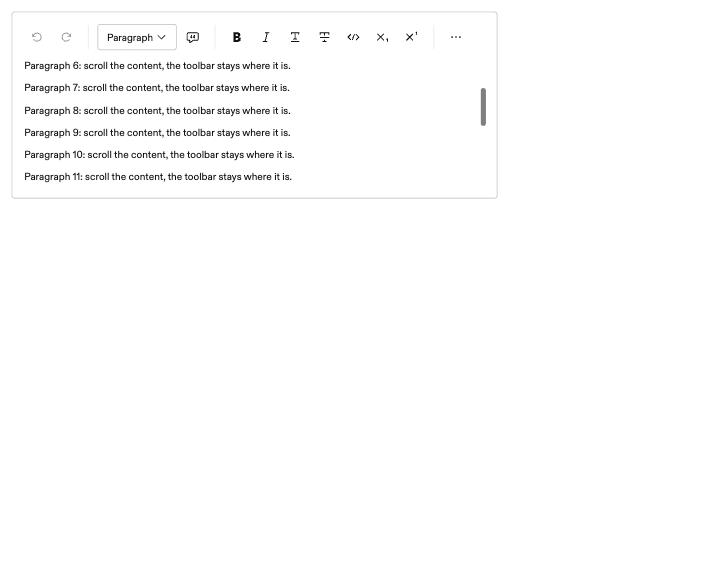 Paragraph
Paragraph 6: scroll the content, the toolbar stays where it is.
Paragraph 7: scroll the content, the toolbar stays where it is.
Paragraph 8: scroll the content, the toolbar stays where it is.
Paragraph 9: scroll the content, the toolbar stays where it is.
Paragraph 10: scroll the content, the toolbar stays where it is.
Paragraph 11: scroll the content, the toolbar stays where it is.